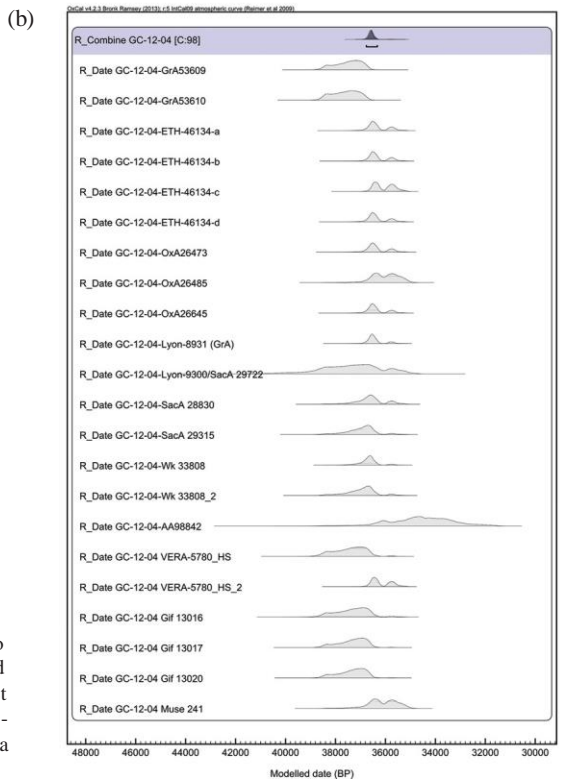 (b)
OxCal v4.2.3 Bronk Ramsey (2013); r:5 IntCal09 atmospheric curve (Reimer et al 2009)
R_Combine GC-12-04 [C:98]
R_Date GC-12-04-GrA53609
R_Date GC-12-04-GrA53610
R_Date GC-12-04-ETH-46134-a
R_Date GC-12-04-ETH-46134-b
R_Date GC-12-04-ETH-46134-c
R_Date GC-12-04-ETH-46134-d
R_Date GC-12-04-OxA26473
R_Date GC-12-04-OxA26485
R_Date GC-12-04-OxA26645
R_Date GC-12-04-Lyon-8931 (GrA)
R_Date GC-12-04-Lyon-9300/SacA 29722
R_Date GC-12-04-SacA 28830
R_Date GC-12-04-SacA 29315
R_Date GC-12-04-Wk 33808
R_Date GC-12-04-Wk 33808_2
R_Date GC-12-04-AA98842
R_Date GC-12-04 VERA-5780_HS
R_Date GC-12-04 VERA-5780_HS_2
R_Date GC-12-04 Gif 13016
R_Date GC-12-04 Gif 13017
R_Date GC-12-04 Gif 13020
R_Date GC-12-04 Muse 241
t
-
a
48000 46000 44000 42000 40000 38000 36000 34000 32000 30000
Modelled date (BP)